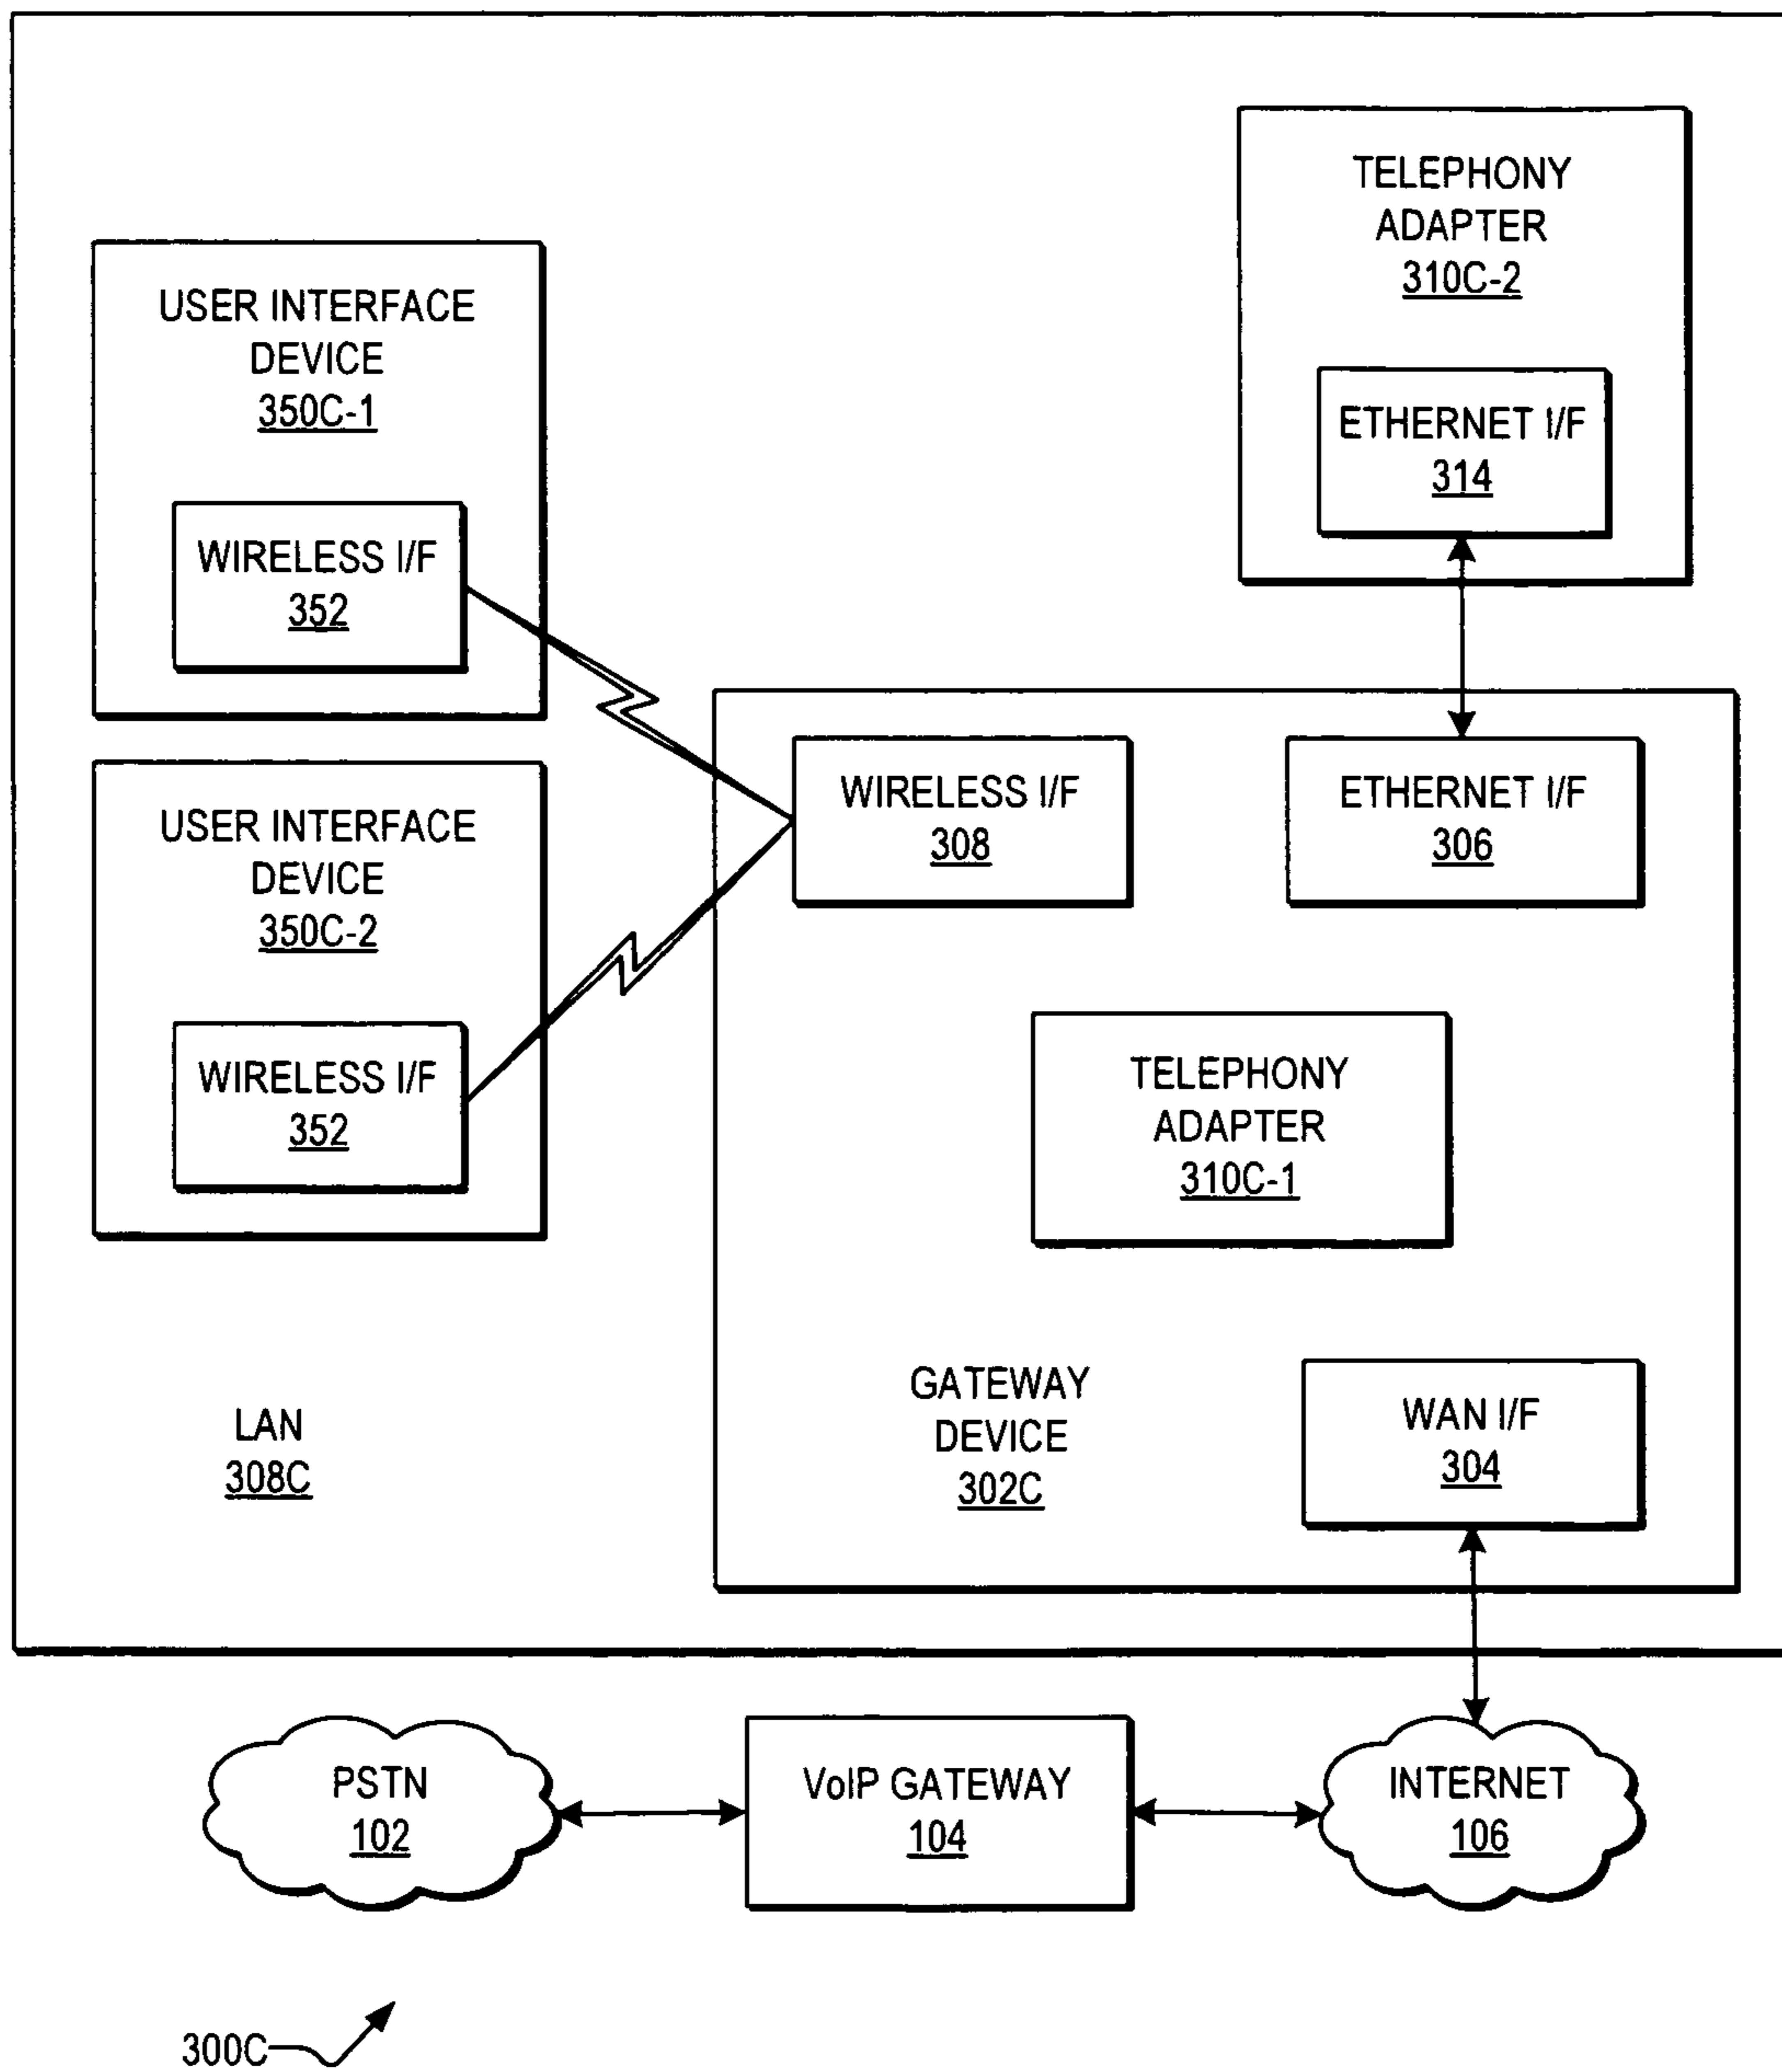 TELEPHONY
ADAPTER
310C-2
ETHERNET I/F
314
USER INTERFACE
DEVICE
350C-1
WIRELESS I/F
352
USER INTERFACE
DEVICE
350C-2
WIRELESS I/F
352
WIRELESS I/F
308
ETHERNET I/F
306
TELEPHONY
ADAPTER
310C-1
GATEWAY
DEVICE
302C
WAN I/F
304
LAN
308C
PSTN
102
VoIP GATEWAY
104
INTERNET
106
300C